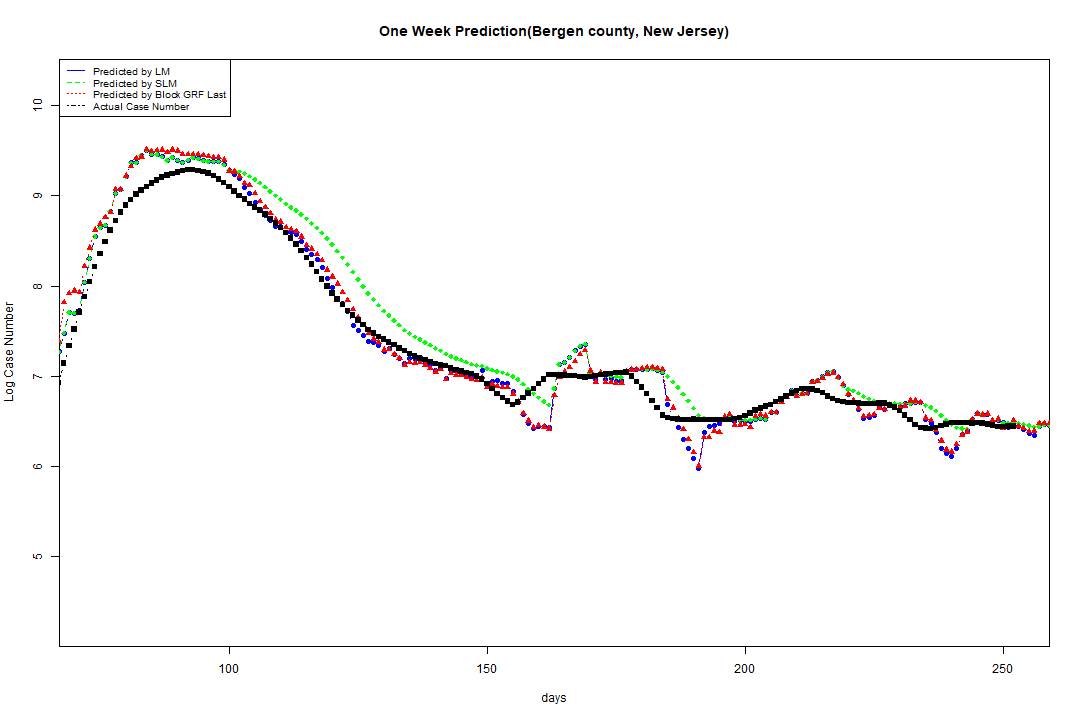 One Week Prediction(Bergen county, New Jersey)
Predicted by LM
Predicted by SLM
Predicted by Block GRF Last
Actual Case Number
10
9
8
7
6
5
Log Case Number
100
150
200
250
days